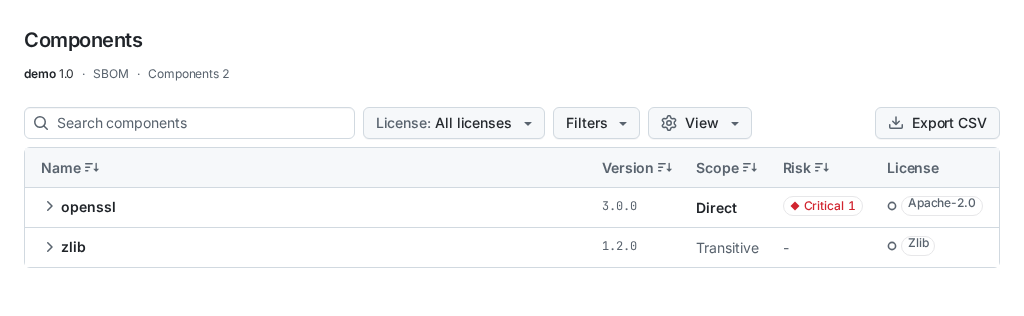 Components
demo 1.0 · SBOM · Components 2
Search components
License: All licenses
Filters
View
Export CSV
Name Version Scope Risk License
openssl 3.0.0 Direct Critical 1 Apache-2.0
zlib 1.2.0 Transitive - Zlib